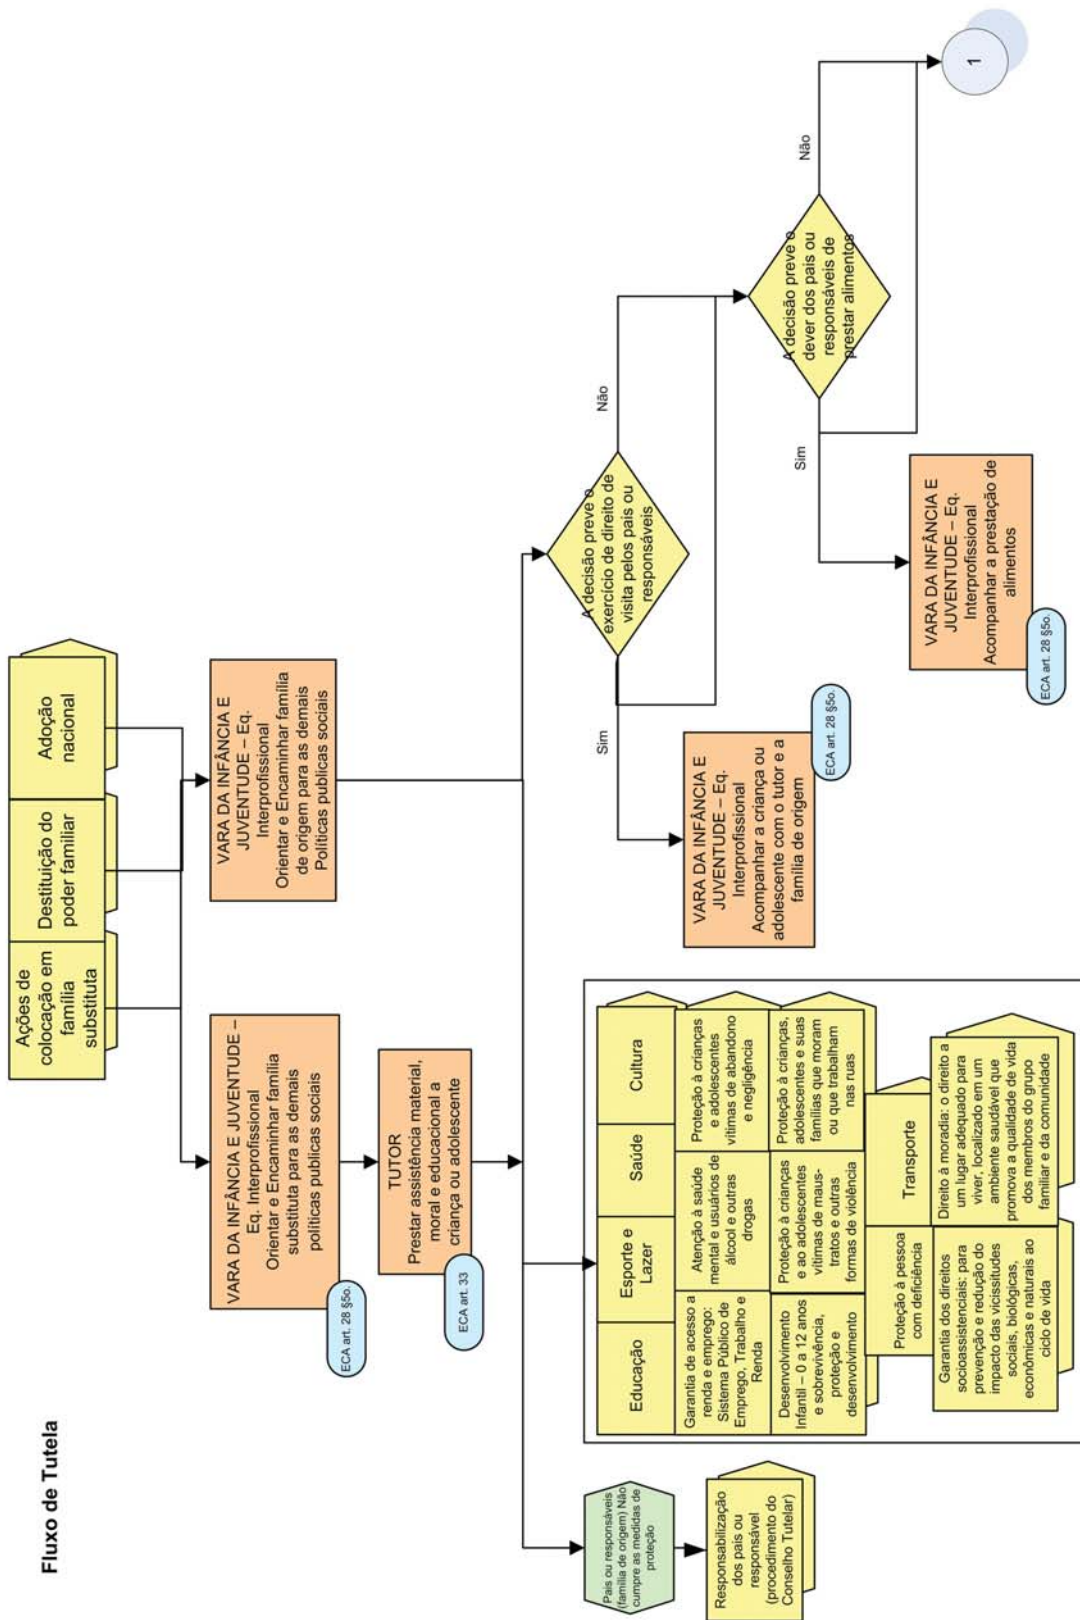 Fluxo de Tutela
Ações de
colocação em
família
substituta
Destituição do
poder familiar
Adoção
nacional
VARA DA INFÂNCIA E JUVENTUDE –
Eq. Interprofissional
Orientar e Encaminhar família
substituta para as demais
políticas publicas sociais
ECA art. 28 §5o.
VARA DA INFÂNCIA E
JUVENTUDE – Eq.
Interprofissional
Orientar e Encaminhar família
de origem para as demais
Políticas publicas sociais
TUTOR
Prestar assistência material,
moral e educacional a
criança ou adolescente
ECA art. 33
Pais ou responsáveis
(família de origem) Não
cumpre as medidas de
proteção
Responsabilização
dos pais ou
responsável
(procedimento do
Conselho Tutelar)
Educação
Esporte e
Lazer
Saúde
Cultura
Garantia de acesso a
renda e emprego:
Sistema Público de
Emprego, Trabalho e
Renda
Atenção à saúde
mental e usuários de
álcool e outras
drogas
Proteção à crianças
e adolescentes
vítimas de abandono
e negligência
Desenvolvimento
Infantil – 0 a 12 anos
e sobrevivência,
proteção e
desenvolvimento
Proteção à crianças
e ao adolescentes
vítimas de maus-
tratos e outras
formas de violência
Proteção à crianças,
adolescentes e suas
famílias que moram
ou que trabalham
nas ruas
Proteção à pessoa
com deficiência
Transporte
Garantia dos direitos
socioassistenciais: para
prevenção e redução do
impacto das vicissitudes
sociais, biológicas,
econômicas e naturais ao
ciclo de vida
Direito à moradia: o direito a
um lugar adequado para
viver, localizado em um
ambiente saudável que
promova a qualidade de vida
dos membros do grupo
familiar e da comunidade
A decisão preve o
exercício de direito de
visita pelos pais ou
responsáveis
Sim
Não
VARA DA INFÂNCIA E
JUVENTUDE – Eq.
Interprofissional
Acompanhar a criança ou
adolescente com o tutor e a
família de origem
ECA art. 28 §5o.
A decisão preve o
dever dos pais ou
responsáveis de
prestar alimentos
Sim
Não
VARA DA INFÂNCIA E
JUVENTUDE – Eq.
Interprofissional
Acompanhar a prestação de
alimentos
ECA art. 28 §5o.
1